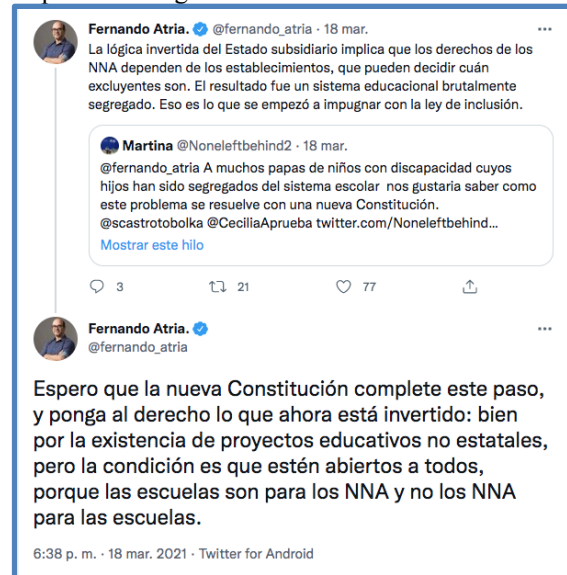 Fernando Atria. @fernando_atria · 18 mar.
La lógica invertida del Estado subsidiario implica que los derechos de los
NNA dependen de los establecimientos, que pueden decidir cuán
excluyentes son. El resultado fue un sistema educacional brutalmente
segregado. Eso es lo que se empezó a impugnar con la ley de inclusión.
Martina @Noneleftbehind2 · 18 mar.
@fernando_atria A muchos papas de niños con discapacidad cuyos
hijos han sido segregados del sistema escolar nos gustaria saber como
este problema se resuelve con una nueva Constitución.
@scastrotobolka @CeciliaAprueba twitter.com/Noneleftbehind...
Mostrar este hilo
3 21 77
Fernando Atria.
@fernando_atria
Espero que la nueva Constitución complete este paso,
y ponga al derecho lo que ahora está invertido: bien
por la existencia de proyectos educativos no estatales,
pero la condición es que estén abiertos a todos,
porque las escuelas son para los NNA y no los NNA
para las escuelas.
6:38 p. m. · 18 mar. 2021 · Twitter for Android